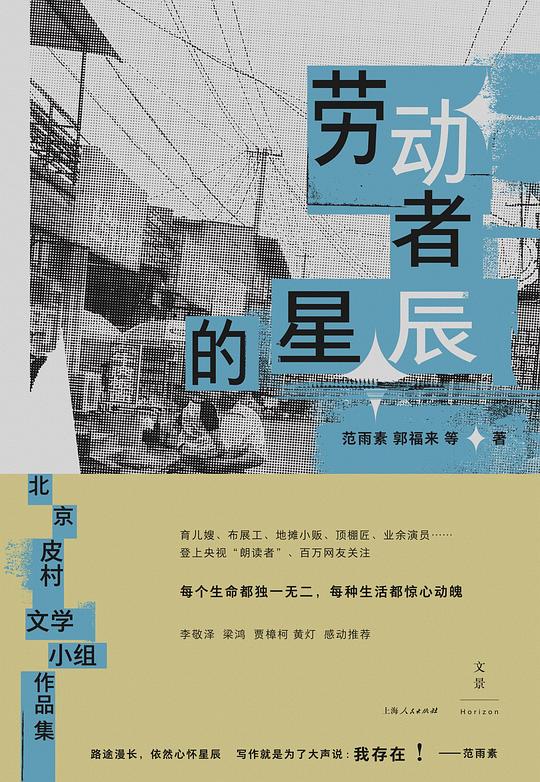 劳动者
的星辰
范雨素 郭福来 等 著
北京
皮村
文学
小组
作品集
育儿嫂、布展工、地摊小贩、顶棚匠、业余演员……
登上央视“朗读者”、百万网友关注
每个生命都独一无二，每种生活都惊心动魄
李敬泽 梁鸿 贾樟柯 黄灯 感动推荐
文景
上海人民出版社 Horizon
路途漫长，依然心怀星辰 写作就是为了大声说：我存在！ ——范雨素